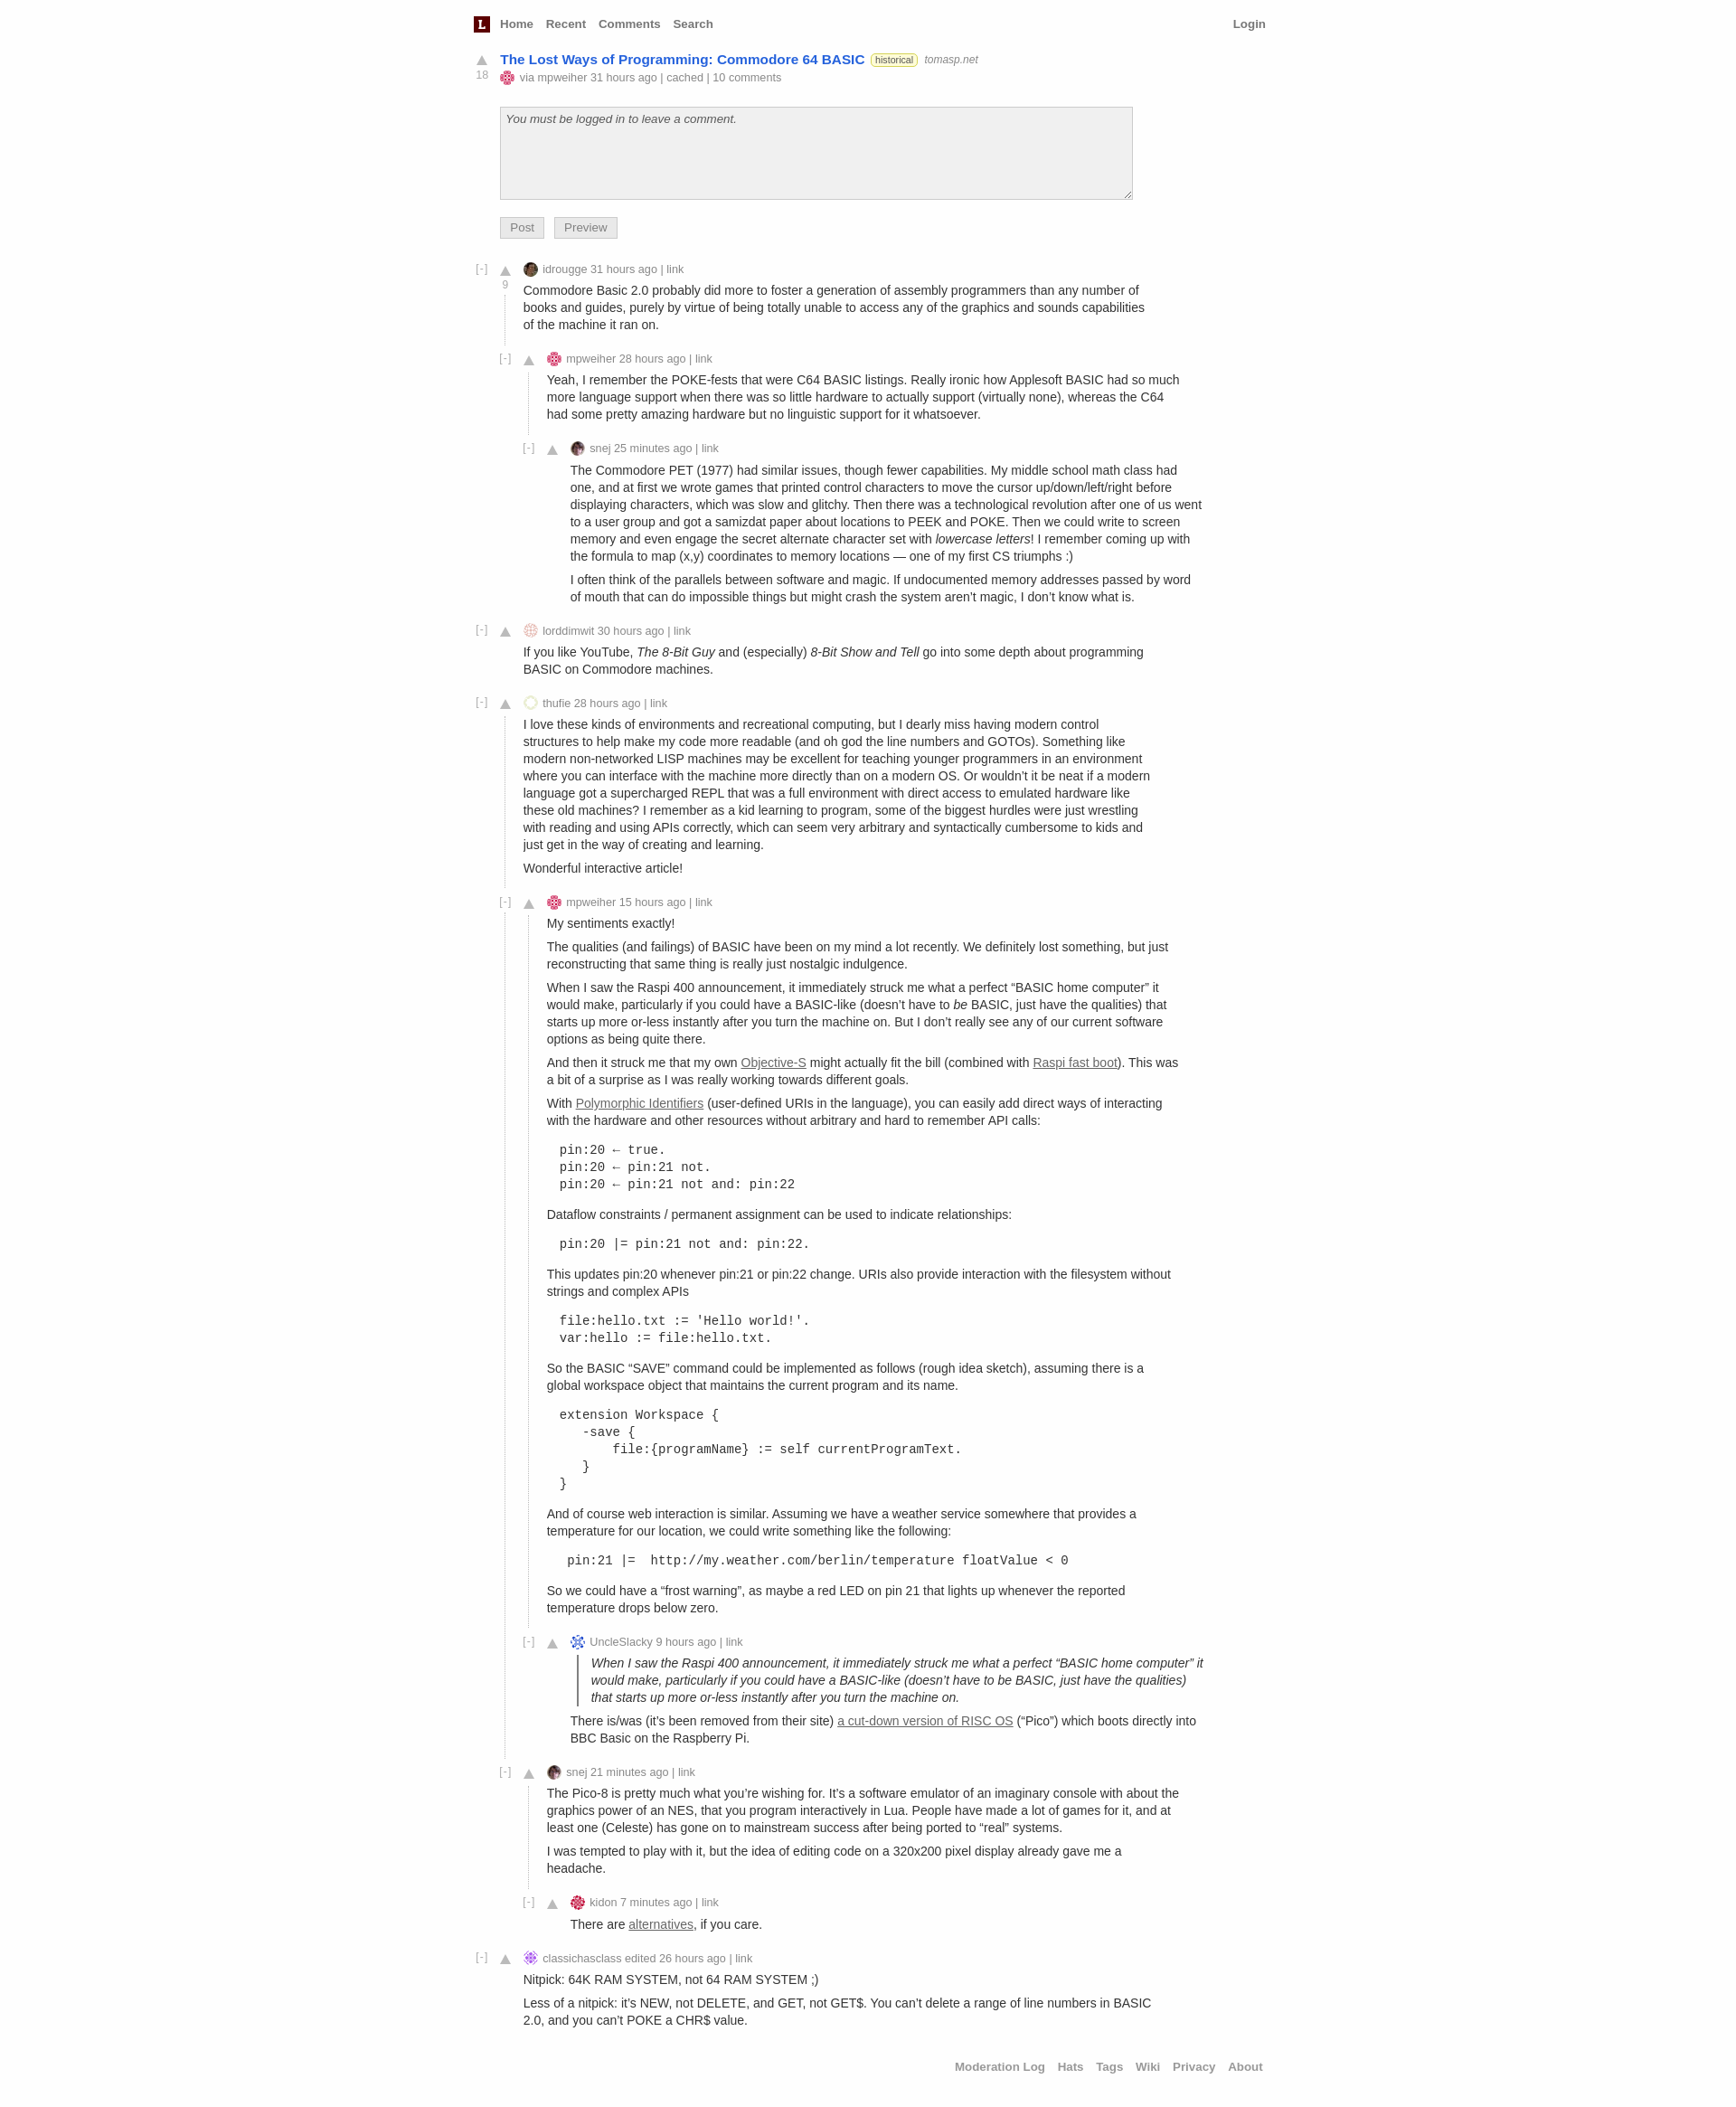 L Home Recent Comments Search Login
The Lost Ways of Programming: Commodore 64 BASIC historical tomasp.net
18 via mpweiher 31 hours ago | cached | 10 comments
You must be logged in to leave a comment.
Post Preview
[-] idrougge 31 hours ago | link
9
Commodore Basic 2.0 probably did more to foster a generation of assembly programmers than any number of
books and guides, purely by virtue of being totally unable to access any of the graphics and sounds capabilities
of the machine it ran on.
[-] mpweiher 28 hours ago | link
Yeah, I remember the POKE-fests that were C64 BASIC listings. Really ironic how Applesoft BASIC had so much
more language support when there was so little hardware to actually support (virtually none), whereas the C64
had some pretty amazing hardware but no linguistic support for it whatsoever.
[-] snej 25 minutes ago | link
The Commodore PET (1977) had similar issues, though fewer capabilities. My middle school math class had
one, and at first we wrote games that printed control characters to move the cursor up/down/left/right before
displaying characters, which was slow and glitchy. Then there was a technological revolution after one of us went
to a user group and got a samizdat paper about locations to PEEK and POKE. Then we could write to screen
memory and even engage the secret alternate character set with lowercase letters! I remember coming up with
the formula to map (x,y) coordinates to memory locations — one of my first CS triumphs :)
I often think of the parallels between software and magic. If undocumented memory addresses passed by word
of mouth that can do impossible things but might crash the system aren’t magic, I don’t know what is.
[-] lorddimwit 30 hours ago | link
If you like YouTube, The 8-Bit Guy and (especially) 8-Bit Show and Tell go into some depth about programming
BASIC on Commodore machines.
[-] thufie 28 hours ago | link
I love these kinds of environments and recreational computing, but I dearly miss having modern control
structures to help make my code more readable (and oh god the line numbers and GOTOs). Something like
modern non-networked LISP machines may be excellent for teaching younger programmers in an environment
where you can interface with the machine more directly than on a modern OS. Or wouldn’t it be neat if a modern
language got a supercharged REPL that was a full environment with direct access to emulated hardware like
these old machines? I remember as a kid learning to program, some of the biggest hurdles were just wrestling
with reading and using APIs correctly, which can seem very arbitrary and syntactically cumbersome to kids and
just get in the way of creating and learning.
Wonderful interactive article!
[-] mpweiher 15 hours ago | link
My sentiments exactly!
The qualities (and failings) of BASIC have been on my mind a lot recently. We definitely lost something, but just
reconstructing that same thing is really just nostalgic indulgence.
When I saw the Raspi 400 announcement, it immediately struck me what a perfect “BASIC home computer” it
would make, particularly if you could have a BASIC-like (doesn’t have to be BASIC, just have the qualities) that
starts up more or-less instantly after you turn the machine on. But I don’t really see any of our current software
options as being quite there.
And then it struck me that my own Objective-S might actually fit the bill (combined with Raspi fast boot). This was
a bit of a surprise as I was really working towards different goals.
With Polymorphic Identifiers (user-defined URIs in the language), you can easily add direct ways of interacting
with the hardware and other resources without arbitrary and hard to remember API calls:
pin:20 ← true.
pin:20 ← pin:21 not.
pin:20 ← pin:21 not and: pin:22
Dataflow constraints / permanent assignment can be used to indicate relationships:
pin:20 |= pin:21 not and: pin:22.
This updates pin:20 whenever pin:21 or pin:22 change. URIs also provide interaction with the filesystem without
strings and complex APIs
file:hello.txt := 'Hello world!'.
var:hello := file:hello.txt.
So the BASIC “SAVE” command could be implemented as follows (rough idea sketch), assuming there is a
global workspace object that maintains the current program and its name.
extension Workspace {
-save {
file:{programName} := self currentProgramText.
}
}
And of course web interaction is similar. Assuming we have a weather service somewhere that provides a
temperature for our location, we could write something like the following:
pin:21 |=  http://my.weather.com/berlin/temperature floatValue < 0
So we could have a “frost warning”, as maybe a red LED on pin 21 that lights up whenever the reported
temperature drops below zero.
[-] UncleSlacky 9 hours ago | link
When I saw the Raspi 400 announcement, it immediately struck me what a perfect “BASIC home computer” it
would make, particularly if you could have a BASIC-like (doesn’t have to be BASIC, just have the qualities)
that starts up more or-less instantly after you turn the machine on.
There is/was (it’s been removed from their site) a cut-down version of RISC OS (“Pico”) which boots directly into
BBC Basic on the Raspberry Pi.
[-] snej 21 minutes ago | link
The Pico-8 is pretty much what you’re wishing for. It’s a software emulator of an imaginary console with about the
graphics power of an NES, that you program interactively in Lua. People have made a lot of games for it, and at
least one (Celeste) has gone on to mainstream success after being ported to “real” systems.
I was tempted to play with it, but the idea of editing code on a 320x200 pixel display already gave me a
headache.
[-] kidon 7 minutes ago | link
There are alternatives, if you care.
[-] classichasclass edited 26 hours ago | link
Nitpick: 64K RAM SYSTEM, not 64 RAM SYSTEM ;)
Less of a nitpick: it’s NEW, not DELETE, and GET, not GET$. You can’t delete a range of line numbers in BASIC
2.0, and you can’t POKE a CHR$ value.
Moderation Log Hats Tags Wiki Privacy About